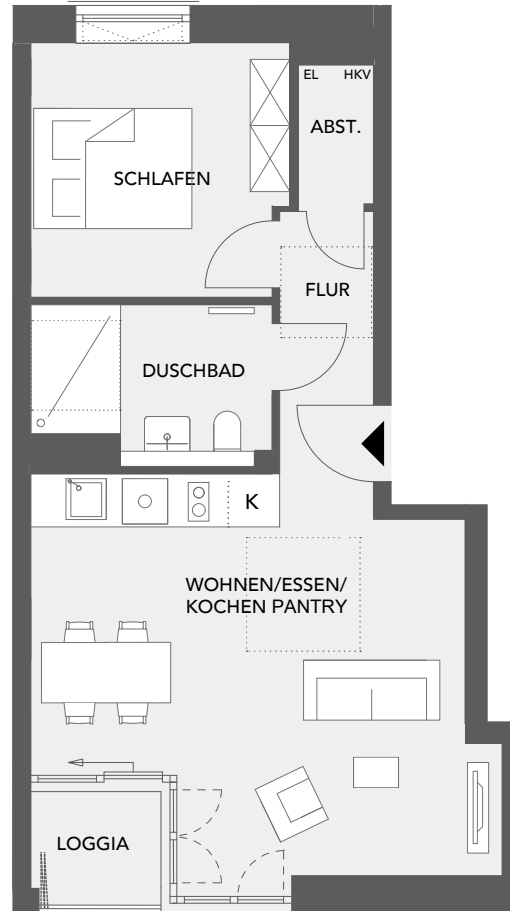 EL HKV
ABST.
SCHLAFEN
FLUR
DUSCHBAD
K
WOHNEN/ESSEN/
KOCHEN PANTRY
LOGGIA